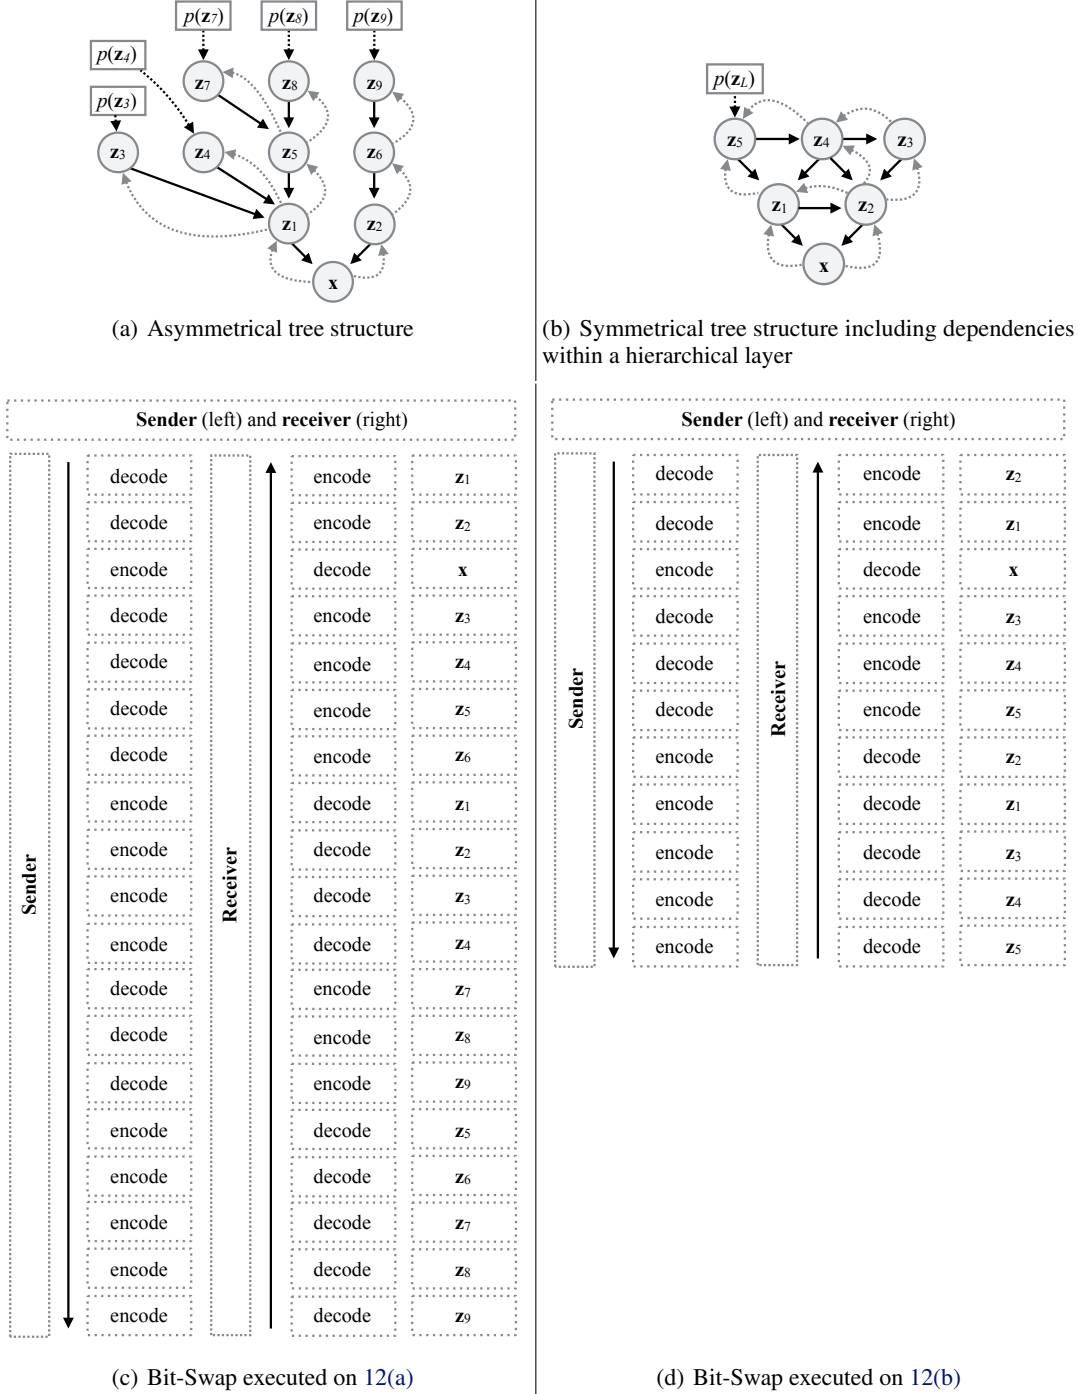 p(z7) p(z8) p(z9)
p(z4)
p(z3)
z7 z8 z9
z3 z4 z5 z6
z1 z2
x
(a) Asymmetrical tree structure
p(zL)
z5 z4 z3
z1 z2
x
(b) Symmetrical tree structure including dependencies
within a hierarchical layer
Sender (left) and receiver (right)
Sender
Receiver
decode encode z1
decode encode z2
encode decode x
decode encode z3
decode encode z4
decode encode z5
decode encode z6
encode decode z1
encode decode z2
encode decode z3
encode decode z4
decode encode z7
decode encode z8
decode encode z9
encode decode z5
encode decode z6
encode decode z7
encode decode z8
encode decode z9
(c) Bit-Swap executed on 12(a)
Sender (left) and receiver (right)
Sender
Receiver
decode encode z2
decode encode z1
encode decode x
decode encode z3
decode encode z4
decode encode z5
encode decode z2
encode decode z1
encode decode z3
encode decode z4
encode decode z5
(d) Bit-Swap executed on 12(b)